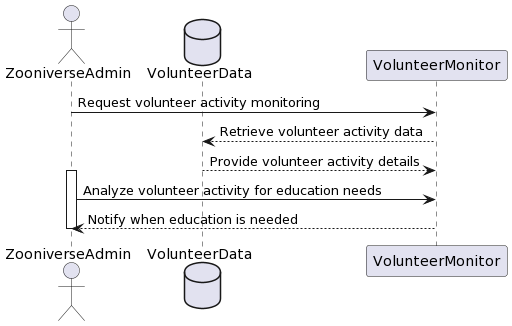 ZooniverseAdmin
VolunteerData
VolunteerMonitor
Request volunteer activity monitoring
Retrieve volunteer activity data
Provide volunteer activity details
Analyze volunteer activity for education needs
Notify when education is needed
ZooniverseAdmin
VolunteerData
VolunteerMonitor